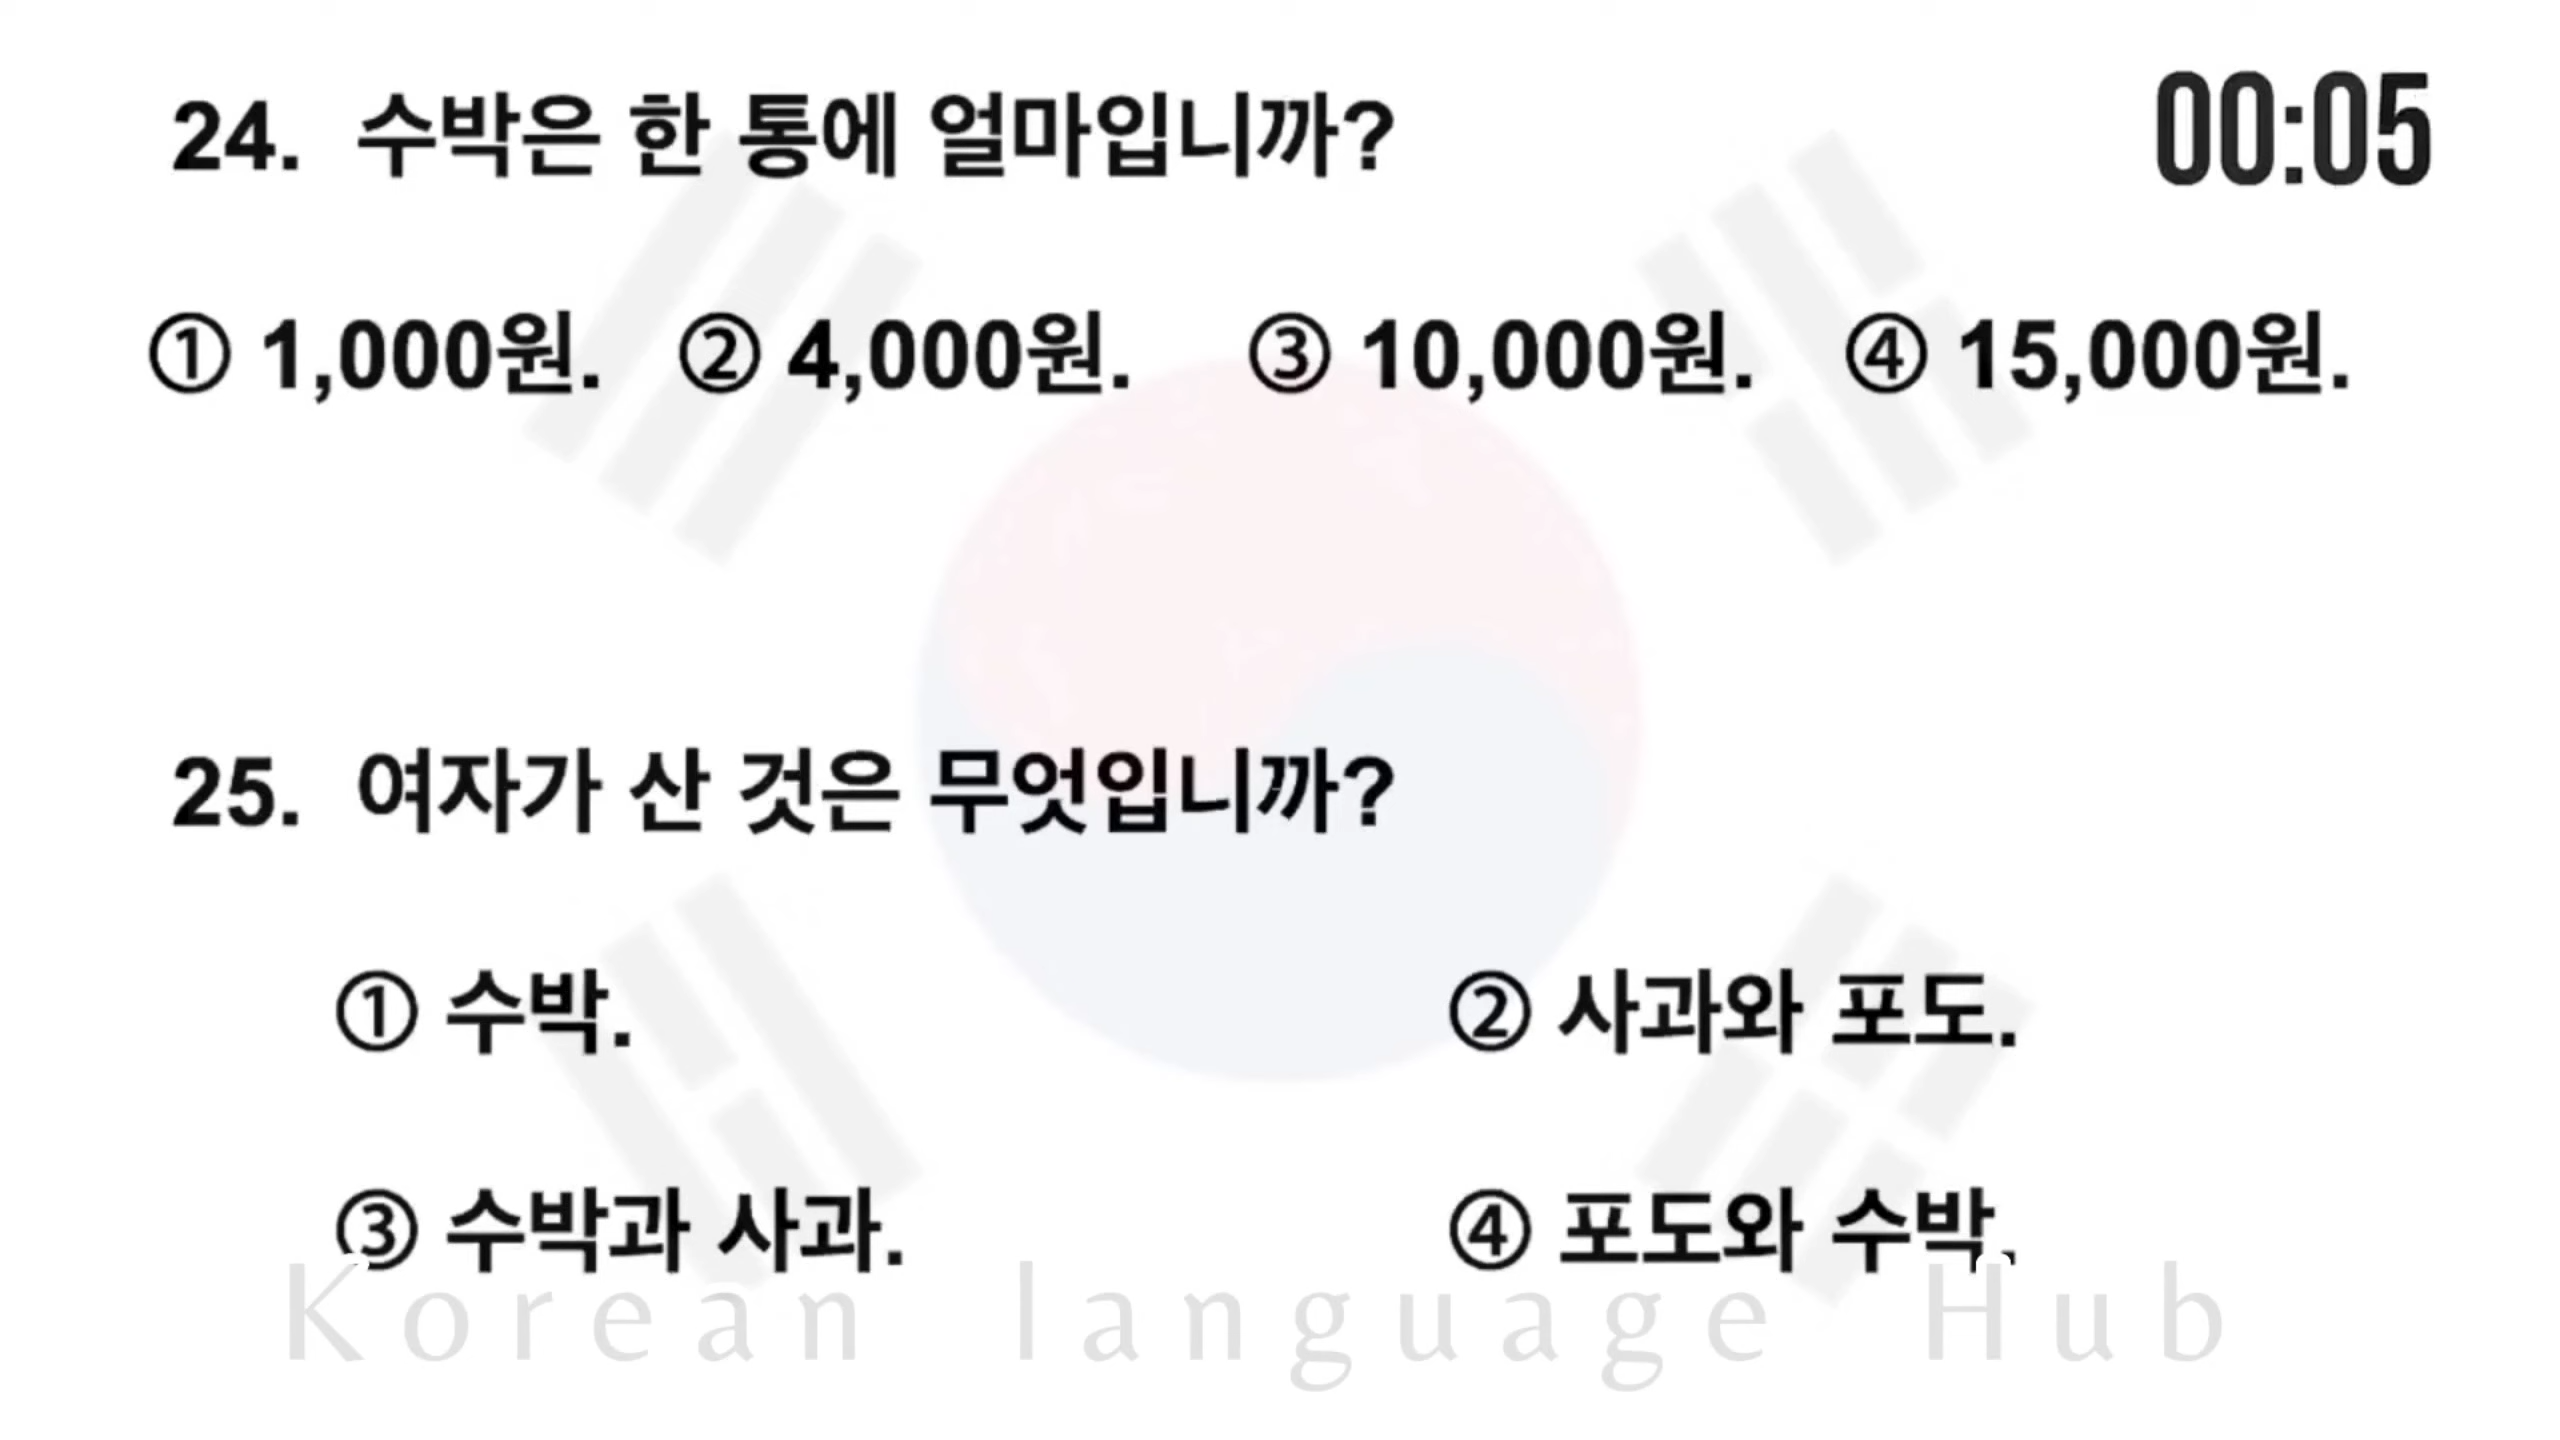 24. 수박은 한 통에 얼마입니까?
00:05
① 1,000원. ② 4,000원. ③ 10,000원. ④ 15,000원.
25. 여자가 산 것은 무엇입니까?
① 수박. ② 사과와 포도.
③ 수박과 사과. ④ 포도와 수박.
Korean language Hub